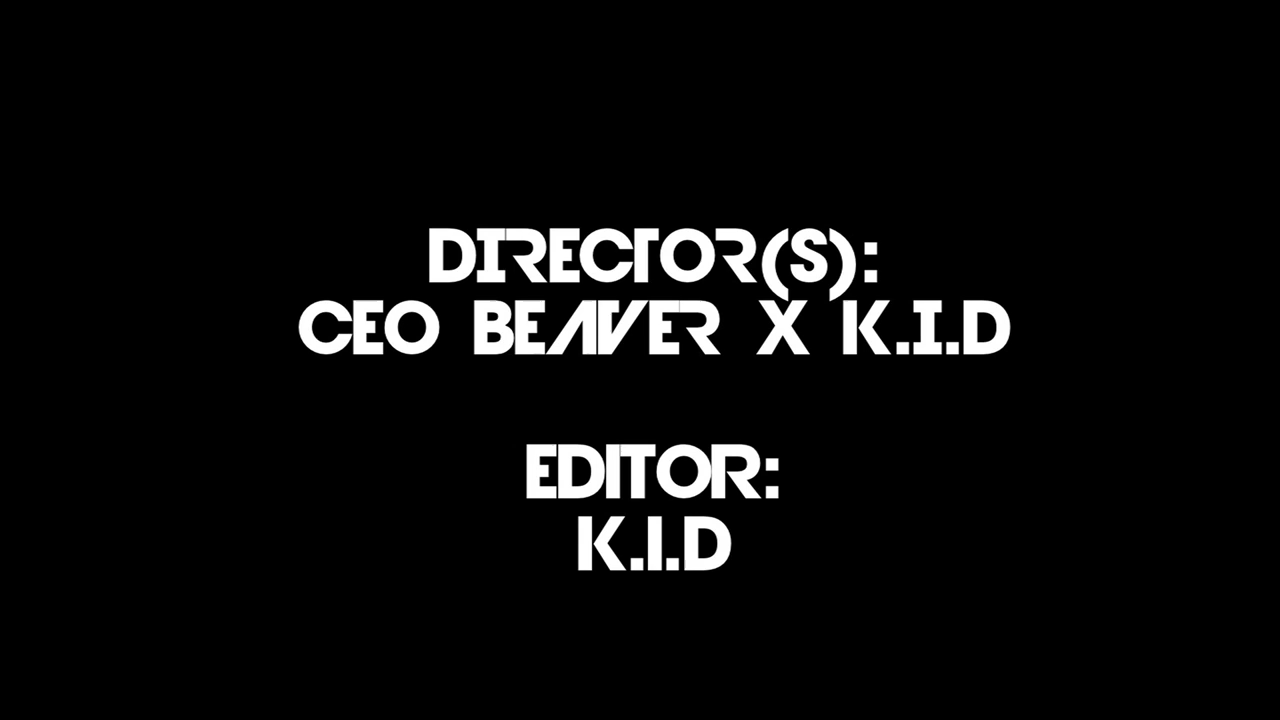 DIRECTOR(S):
CEO BEAVER X K.I.D
EDITOR:
K.I.D